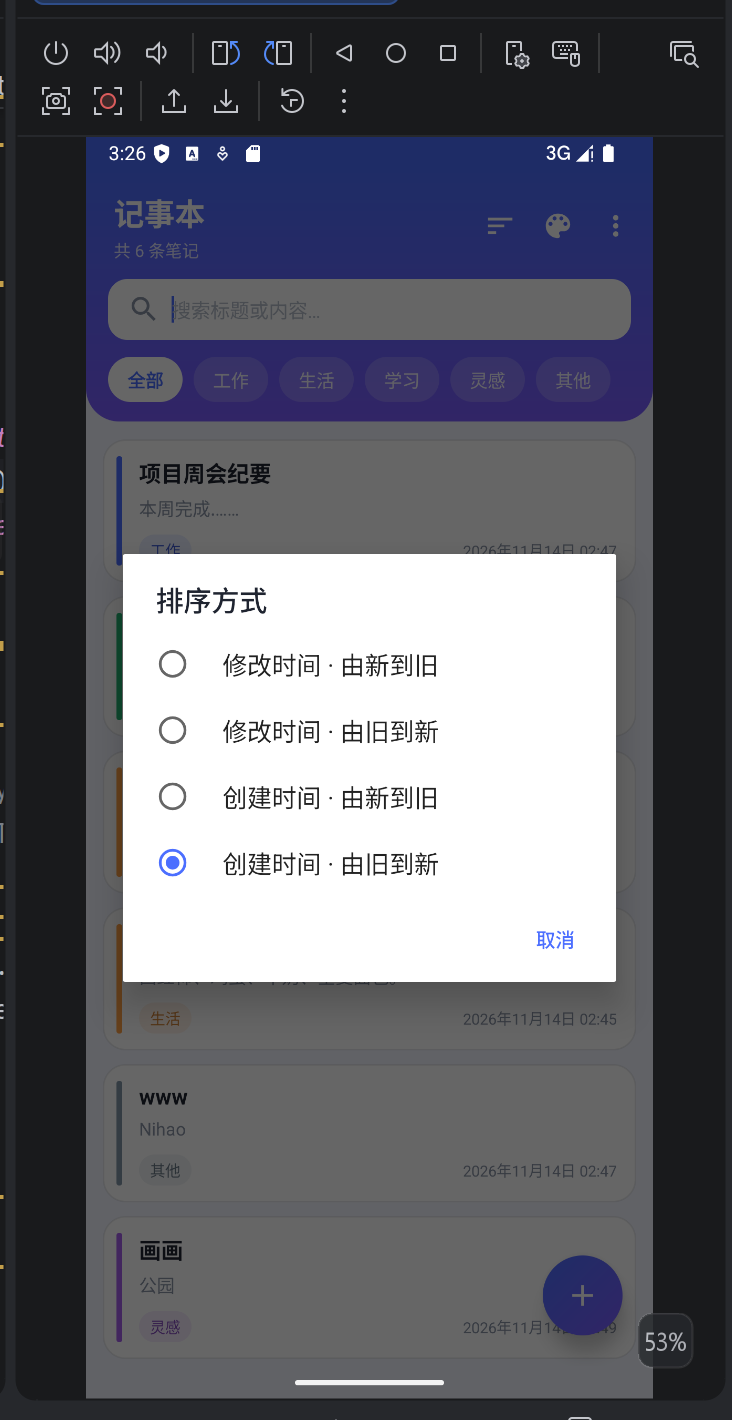 3:26
3G
记事本
共 6 条笔记
搜索标题或内容...
全部 工作 生活 学习 灵感 其他
项目周会纪要
本周完成......
工作 2026年11月14日 02:47
排序方式
修改时间 · 由新到旧
修改时间 · 由旧到新
创建时间 · 由新到旧
创建时间 · 由旧到新
取消
生活 2026年11月14日 02:45
www
Nihao
其他 2026年11月14日 02:47
画画
公园
灵感 2026年11月14
53%